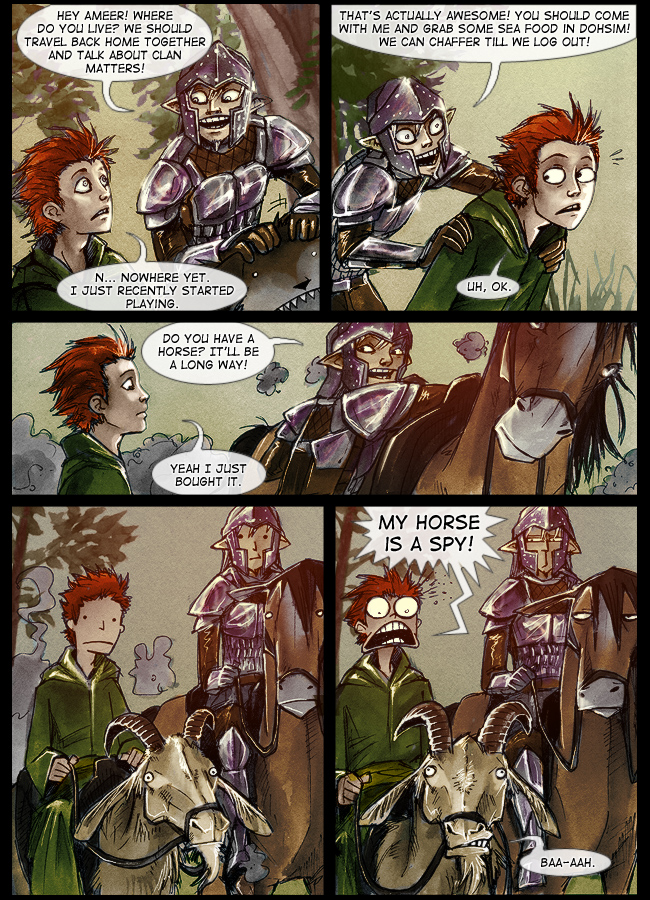 HEY AMEER! WHERE
DO YOU LIVE? WE SHOULD
TRAVEL BACK HOME TOGETHER
AND TALK ABOUT CLAN
MATTERS!
N... NOWHERE YET.
I JUST RECENTLY STARTED
PLAYING.
THAT'S ACTUALLY AWESOME! YOU SHOULD COME
WITH ME AND GRAB SOME SEA FOOD IN DOHSIM!
WE CAN CHAFFER TILL WE LOG OUT!
UH, OK.
DO YOU HAVE A
HORSE? IT'LL BE
A LONG WAY!
YEAH I JUST
BOUGHT IT.
MY HORSE
IS A SPY!
BAA-AAH.